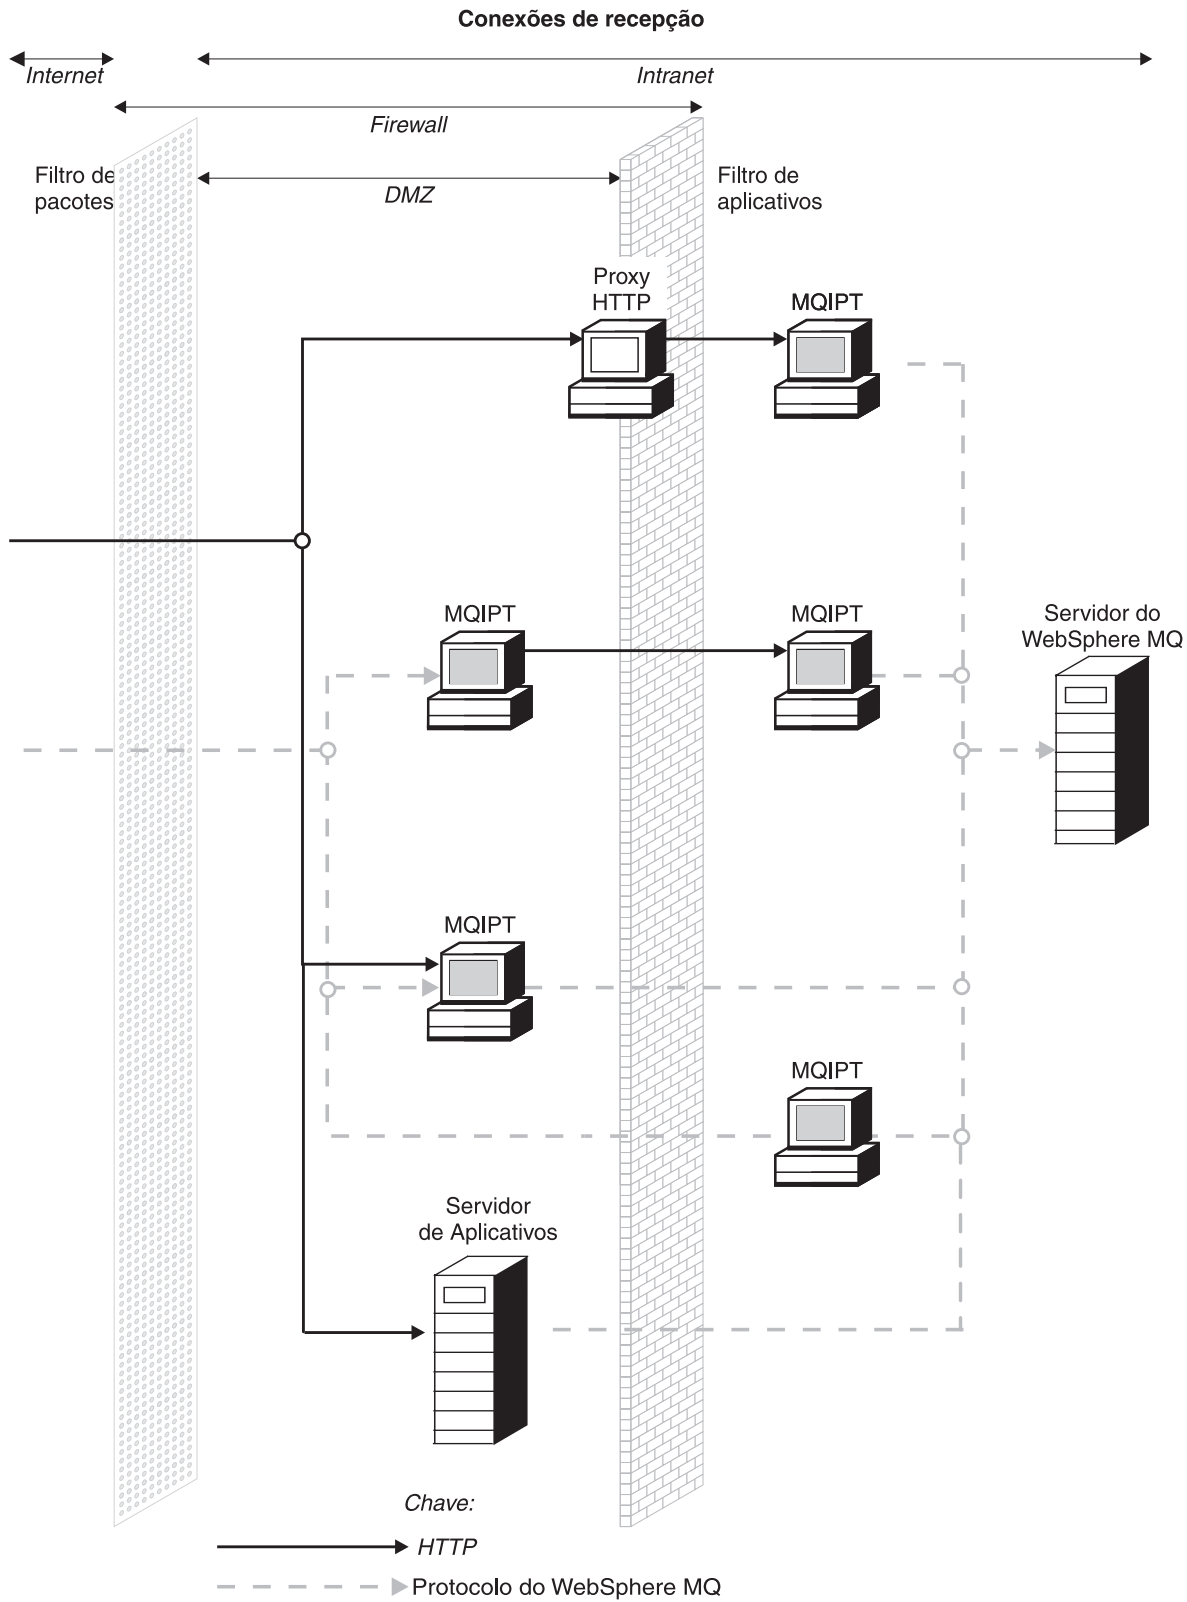 Conexões de recepção
Internet
Intranet
Firewall
Filtro de
pacotes
DMZ
Filtro de
aplicativos
Proxy
HTTP
MQIPT
MQIPT
MQIPT
Servidor do
WebSphere MQ
MQIPT
MQIPT
Servidor
de Aplicativos
Chave:
HTTP
Protocolo do WebSphere MQ